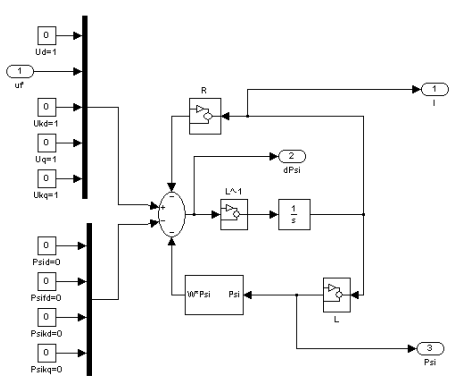 0
Ud=1
1
uf
0
Ukd=1
0
Uq=1
0
Ukq=1
R
1
I
2
dPsi
L^-1
1
s
+
0
Psid=0
0
Psifd=0
0
Psikd=0
0
Psikq=0
W*Psi Psi
L
3
Psi